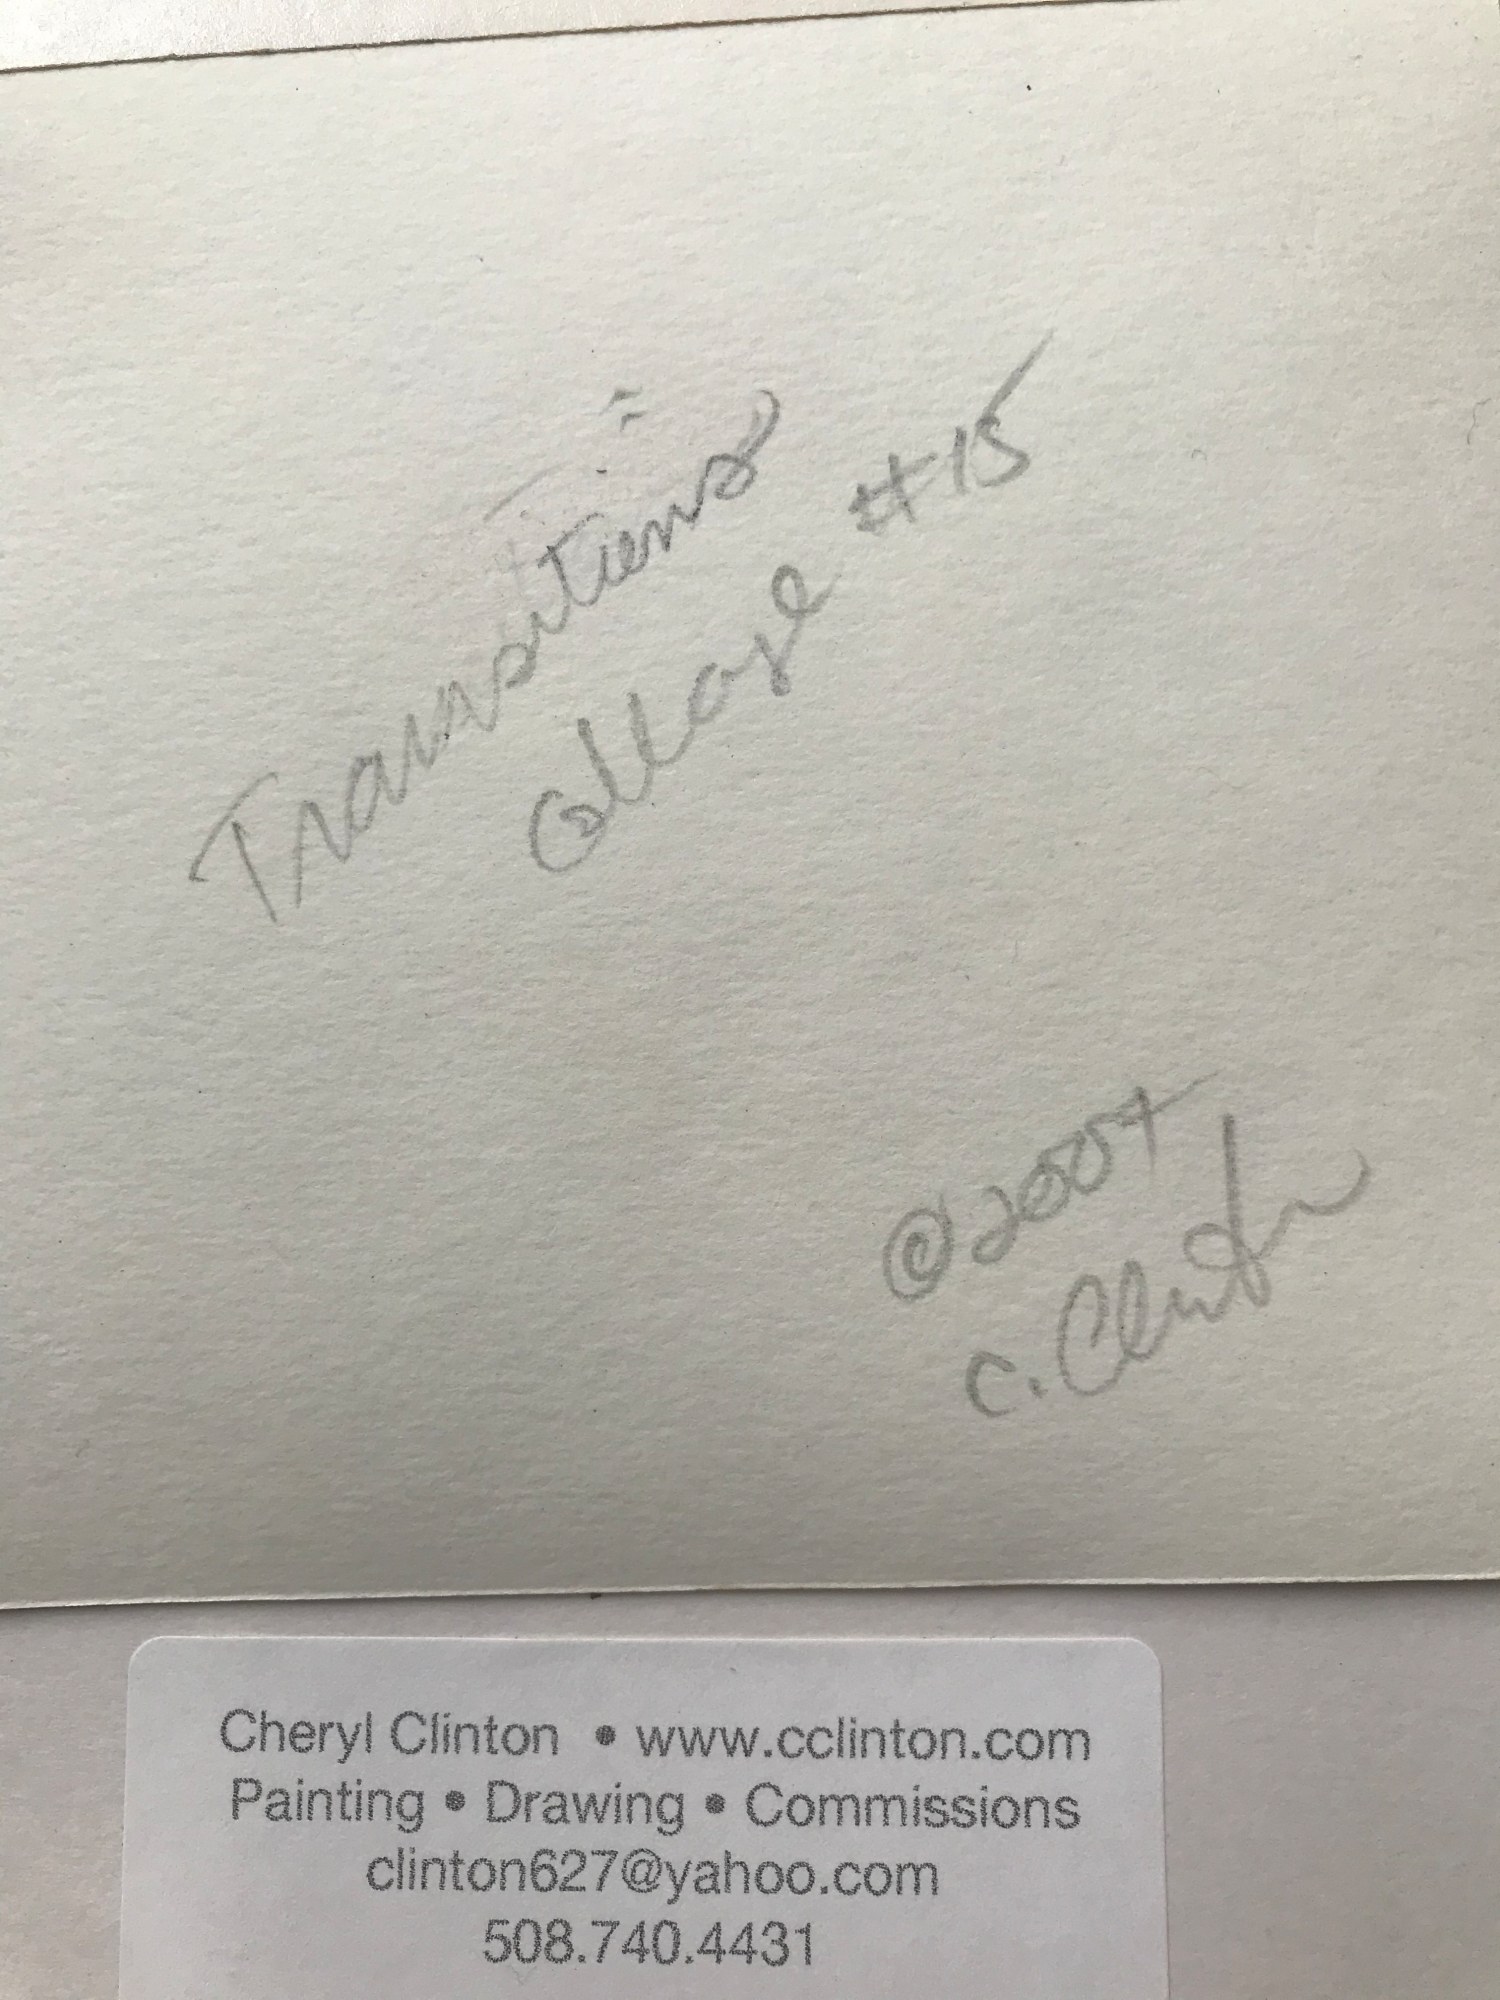 Transitions
Collage #15
©2007
C. Clinton
Cheryl Clinton • www.cclinton.com
Painting • Drawing • Commissions
clinton627@yahoo.com
508.740.4431